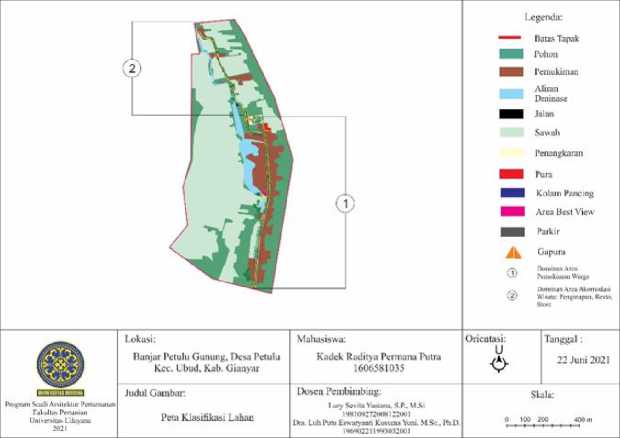 Legenda:
Batas Tapak
Pohon
Pemukiman
Aliran
Drainase
Jalan
Sawah
Penangkaran
Pura
Kolam Pancing
Area Best View
Parkir
Gapura
1
Dominan Area
Pemukiman Warga
2
Dominan Area Akomodasi
Wisata: Penginapan, Resto,
Store
2
1
Program Studi Arsitektur Pertamanan
Fakultas Pertanian
Universitas Udayana
2021
Lokasi:
Banjar Petulu Gunung, Desa Petulu
Kec. Ubud, Kab. Gianyar
Judul Gambar:
Peta Klasifikasi Lahan
Mahasiswa:
Kadek Raditya Permana Putra
1606581035
Dosen Pembimbing:
Lury Sevita Yusiana, S.P., M.Si
198109272008122001
Dra. Luh Putu Eswaryanti Kusuma Yuni, M.Sc., Ph.D.
196902211993032001
Orientasi:
U
Tanggal :
22 Juni 2021
Skala:
0 200 400 m